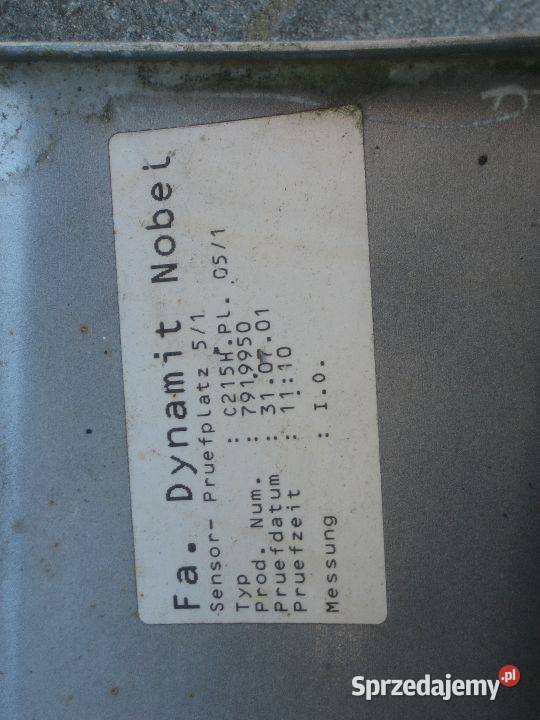 Fa. Dynamit Nobel
Sensor- Pruefplatz 5/1
Typ : C215H.PL. 05/1
Prod. Num. : 7919950
Pruefdatum : 31.07.01
Pruefzeit : 11:10
Messung : I.O.
Sprzedajemy.pl